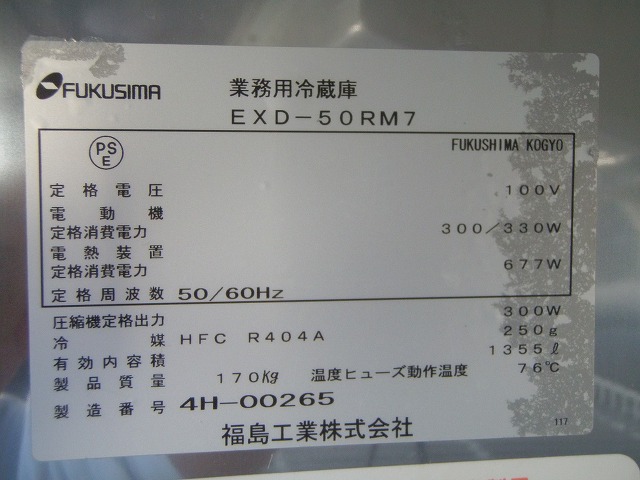 FUKUSIMA
業務用冷蔵庫
EXD-50RM7
PSE
FUKUSHIMA KOGYO
定格電圧 100V
電動機
定格消費電力 300/330W
電熱装置
定格消費電力 677W
定格周波数 50/60Hz
圧縮機定格出力 300W
冷媒 HFC R404A 250g
有効内容積 1355ℓ
製品質量 170kg 温度ヒューズ動作温度 76℃
製造番号 4H-00265
福島工業株式会社
117